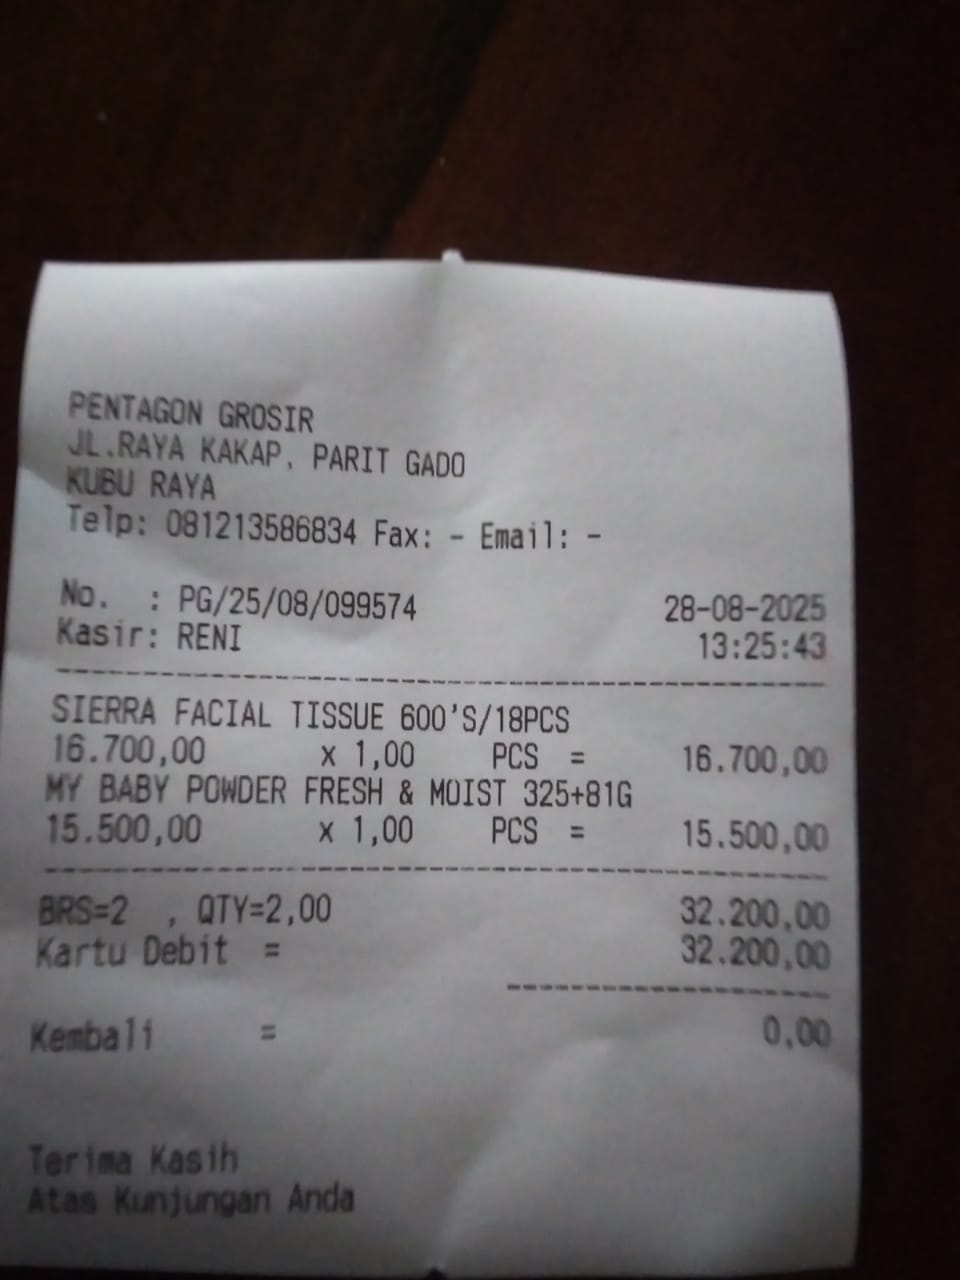 PENTAGON GROSIR
JL.RAYA KAKAP, PARIT GADO
KUBU RAYA
Telp: 081213586834 Fax: - Email: -
No. : PG/25/08/099574 28-08-2025
Kasir: RENI 13:25:43
SIERRA FACIAL TISSUE 600'S/18PCS
16.700,00 x 1,00 PCS = 16.700,00
MY BABY POWDER FRESH & MOIST 325+81G
15.500,00 x 1,00 PCS = 15.500,00
BRS=2 , QTY=2,00 32.200,00
Kartu Debit = 32.200,00
Kembali = 0,00
Terima Kasih
Atas Kunjungan Anda